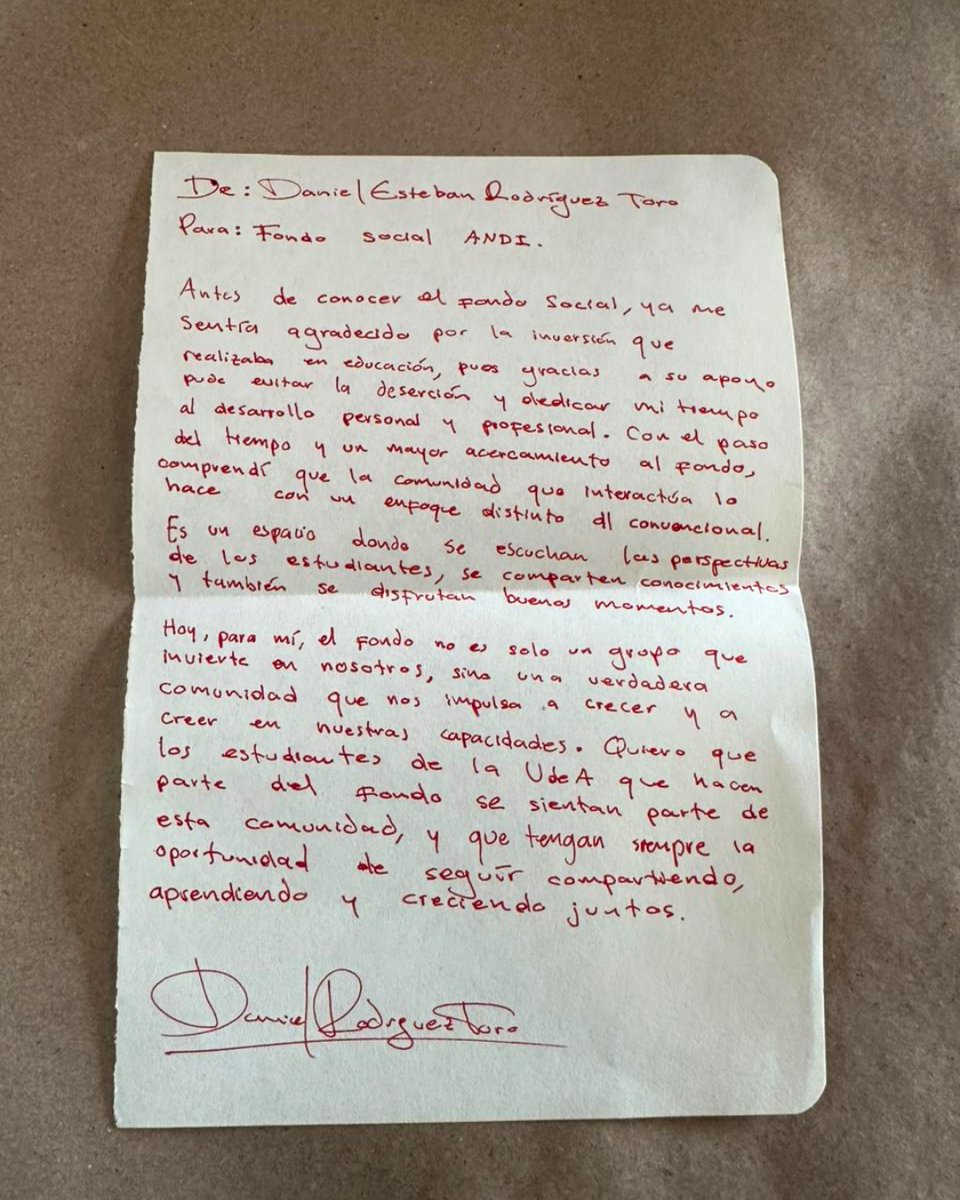 De: Daniel Esteban Rodríguez Toro
Para: Fondo social ANDI.
Antes de conocer el Fondo Social, ya me
Sentía agradecido por la inversión que
realizaba en educación, pues gracias a su apoyo
pude evitar la deserción y dedicar mi tiempo
al desarrollo personal y profesional. Con el paso
del tiempo y un mayor acercamiento al fondo,
comprendí que la comunidad que interactúa lo
hace con un enfoque distinto dl convencional.
Es un espacio donde se escuchan las perspectivas
de los estudiantes, se comparten conocimientos
y también se disfrutan buenos momentos.
Hoy, para mí, el fondo no es solo un grupo que
invierte en nosotros, sino una verdadera
comunidad que nos impulsa a crecer y a
creer en nuestras capacidades. Quiero que
los estudiantes de la UdeA que hacen
parte del Fondo se sientan parte de
esta comunidad, y que tengan siempre la
oportunidad de seguir compartiendo,
aprendiendo y creciendo juntos.
Daniel Rodríguez Toro